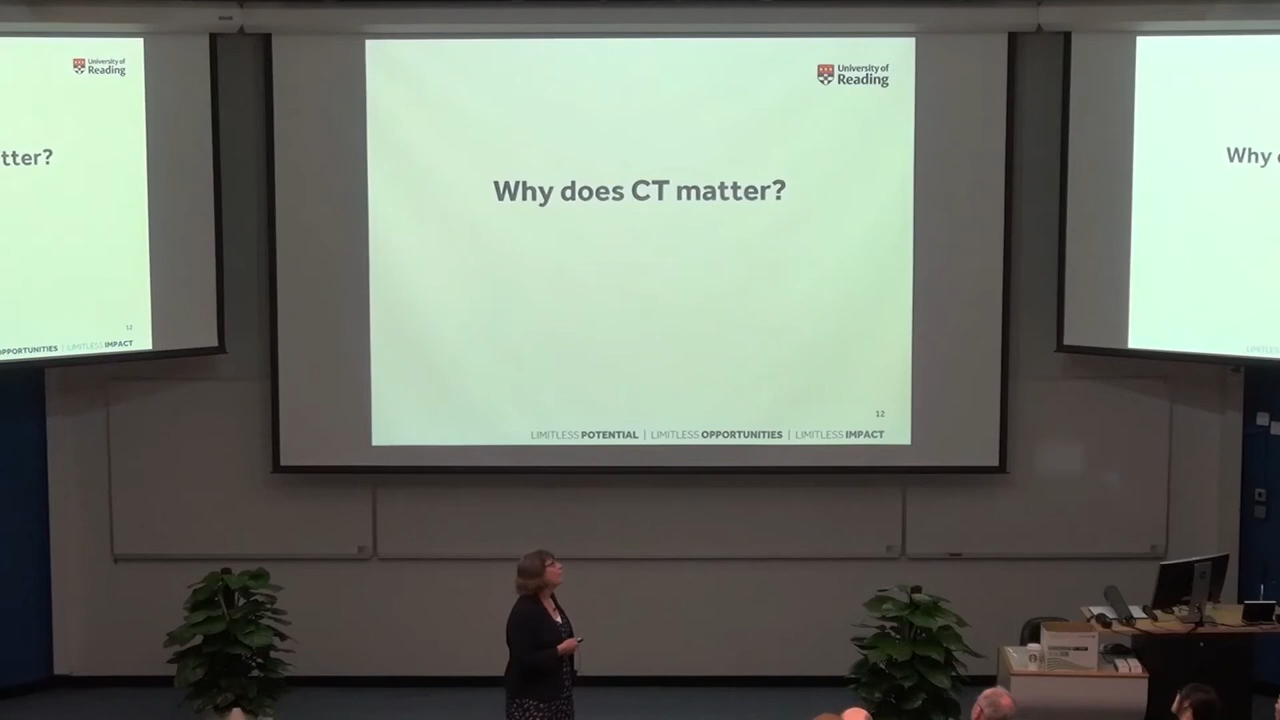 University of
Reading
tter?
12
OPPORTUNITIES | LIMITLESS IMPACT
University of
Reading
Why does CT matter?
12
LIMITLESS POTENTIAL | LIMITLESS OPPORTUNITIES | LIMITLESS IMPACT
Why